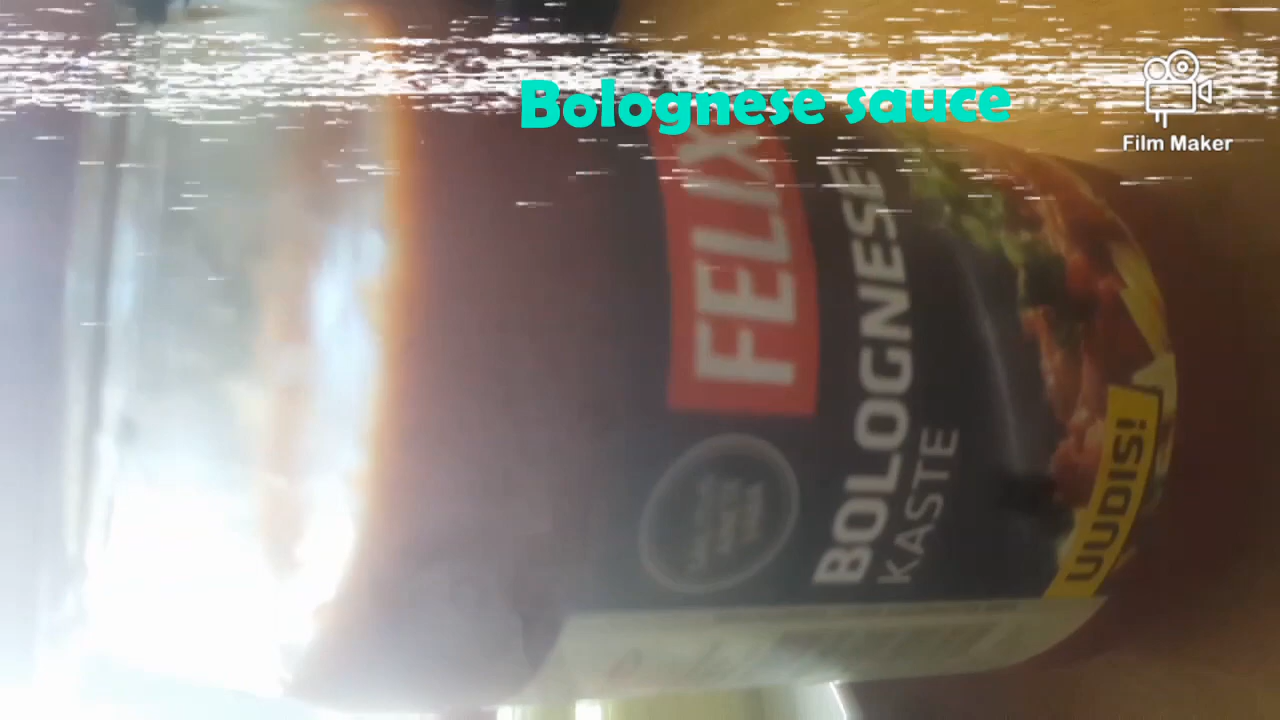 Bolognese sauce
Film Maker
FELIX
BOLOGNESE
KASTE
UUDIS!